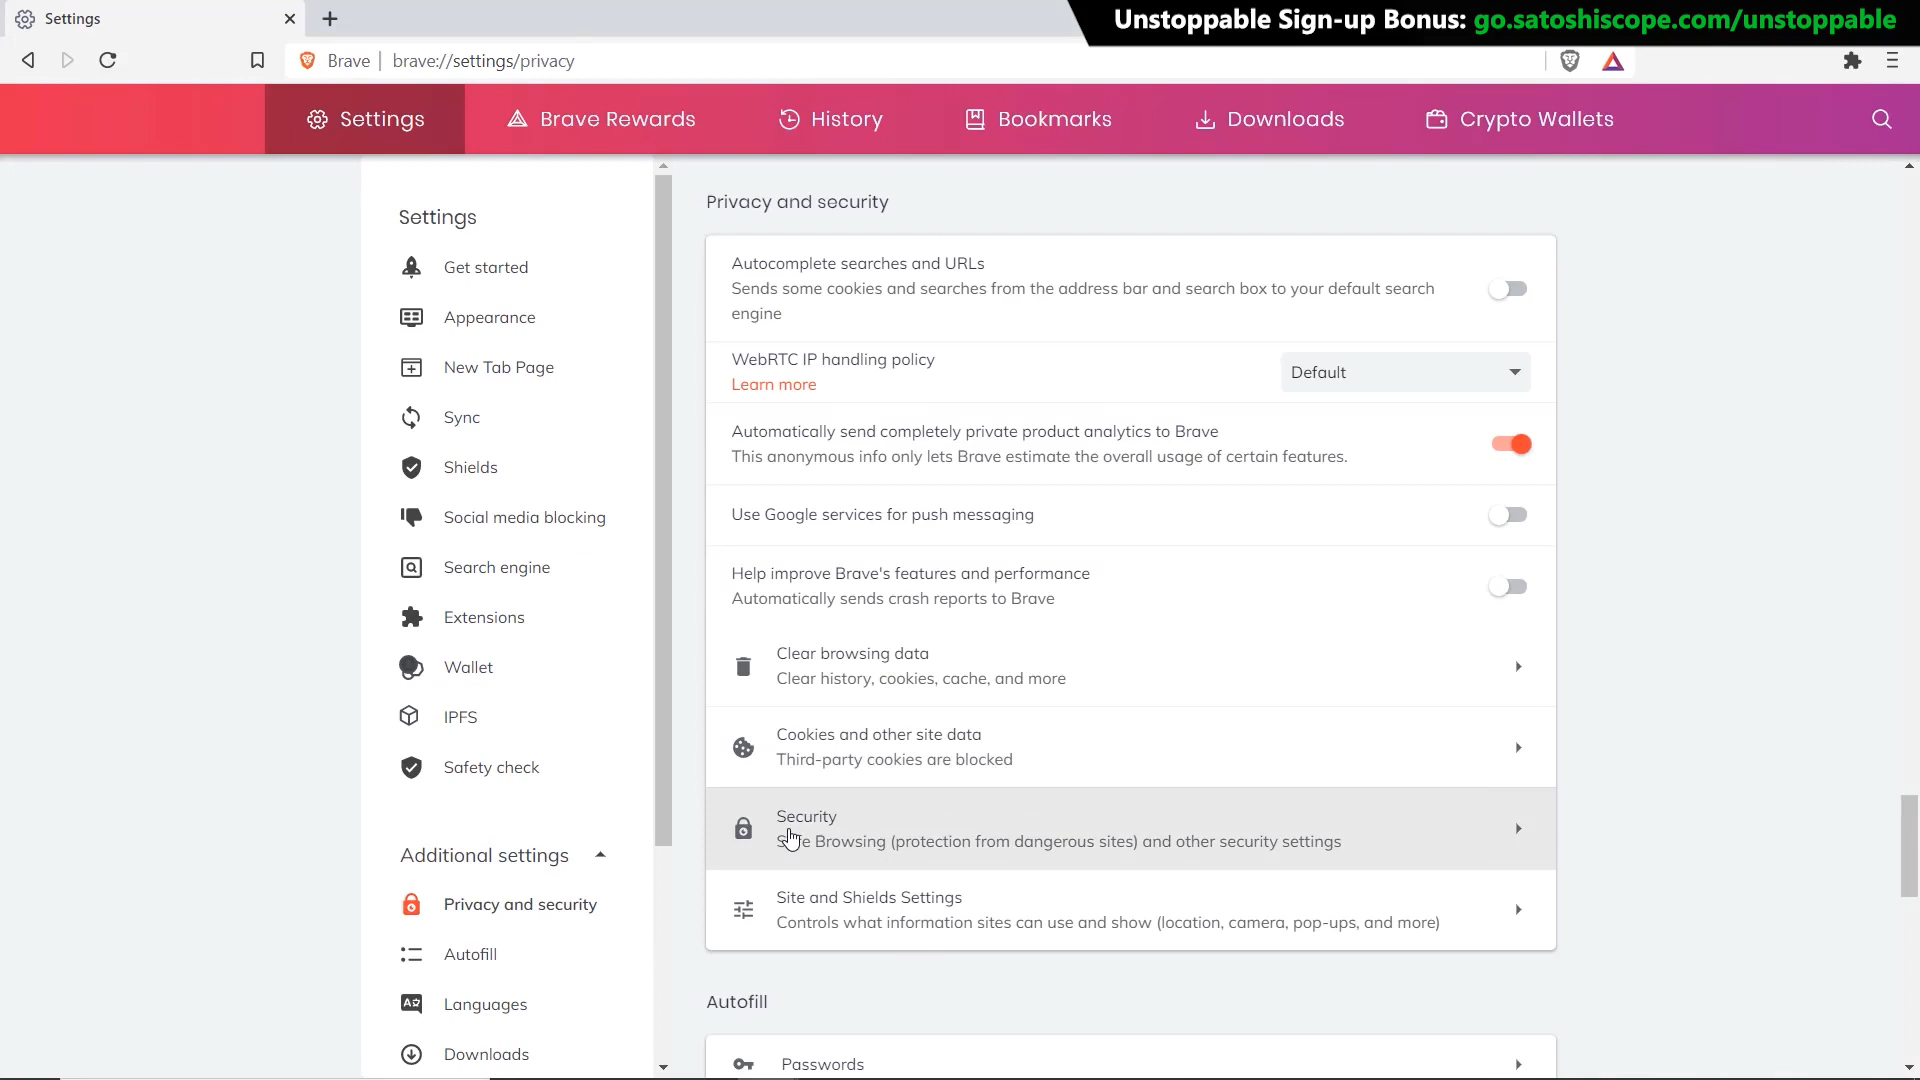 Settings
Unstoppable Sign-up Bonus: go.satoshiscope.com/unstoppable
Brave | brave://settings/privacy
Settings
Brave Rewards
History
Bookmarks
Downloads
Crypto Wallets
Settings
Get started
Appearance
New Tab Page
Sync
Shields
Social media blocking
Search engine
Extensions
Wallet
IPFS
Safety check
Additional settings
Privacy and security
Autofill
Languages
Downloads
Privacy and security
Autocomplete searches and URLs
Sends some cookies and searches from the address bar and search box to your default search
engine
WebRTC IP handling policy
Learn more
Default
Automatically send completely private product analytics to Brave
This anonymous info only lets Brave estimate the overall usage of certain features.
Use Google services for push messaging
Help improve Brave's features and performance
Automatically sends crash reports to Brave
Clear browsing data
Clear history, cookies, cache, and more
Cookies and other site data
Third-party cookies are blocked
Security
Safe Browsing (protection from dangerous sites) and other security settings
Site and Shields Settings
Controls what information sites can use and show (location, camera, pop-ups, and more)
Autofill
Passwords